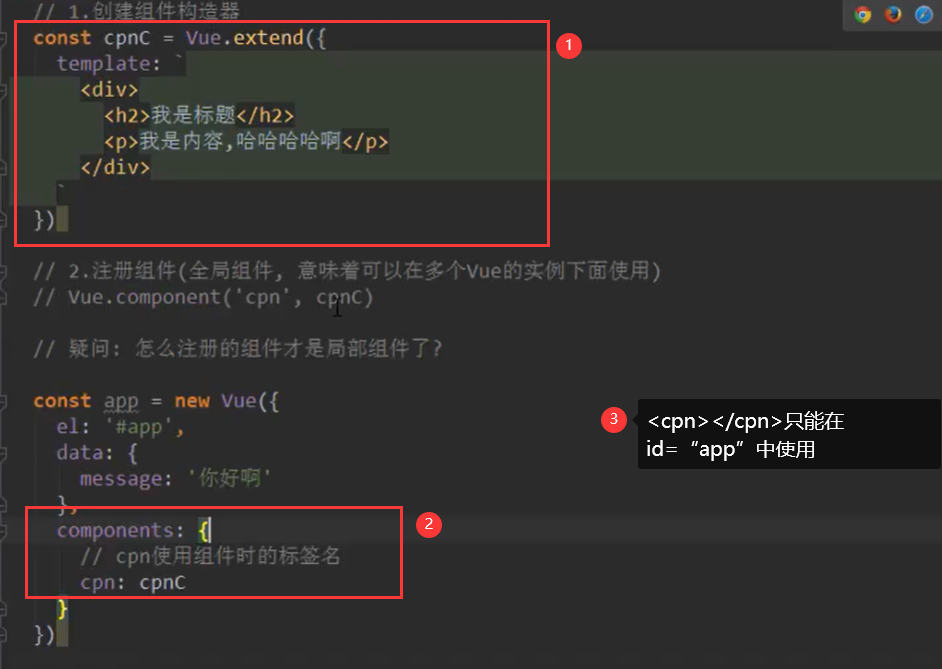 // 1.创建组件构造器
const cpnC = Vue.extend({
template: `
<div>
<h2>我是标题</h2>
<p>我是内容,哈哈哈哈啊</p>
</div>
`
})
1
// 2.注册组件(全局组件, 意味着可以在多个Vue的实例下面使用)
// Vue.component('cpn', cpnC)
// 疑问: 怎么注册的组件才是局部组件了?
const app = new Vue({
el: '#app',
data: {
message: '你好啊'
},
components: {
// cpn使用组件时的标签名
cpn: cpnC
}
})
2
3
<cpn></cpn>只能在
id=“app”中使用